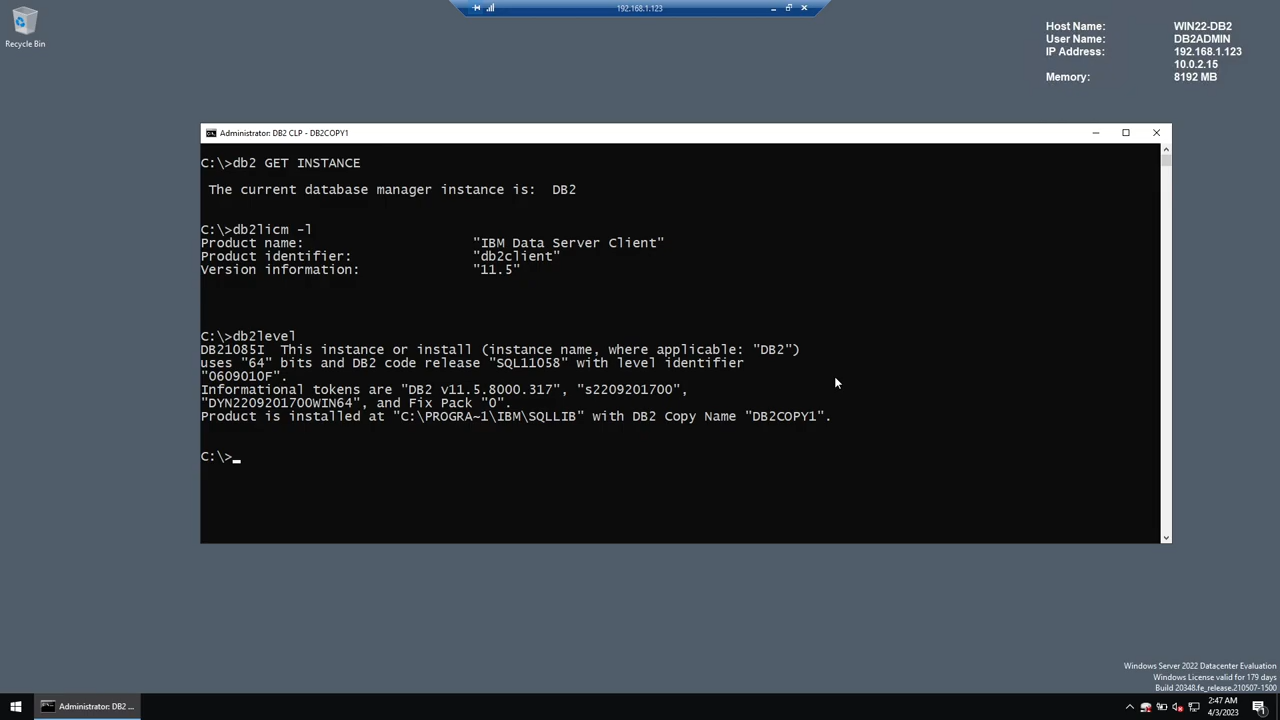 192.168.1.123
Recycle Bin
Host Name: WIN22-DB2
User Name: DB2ADMIN
IP Address: 192.168.1.123
10.0.2.15
Memory: 8192 MB
Administrator: DB2 CLP - DB2COPY1
C:\>db2 GET INSTANCE
The current database manager instance is:  DB2
C:\>db2licm -l
Product name: "IBM Data Server Client"
Product identifier: "db2client"
Version information: "11.5"
C:\>db2level
DB21085I  This instance or install (instance name, where applicable: "DB2")
uses "64" bits and DB2 code release "SQL11058" with level identifier
"0609010F".
Informational tokens are "DB2 v11.5.8000.317", "s2209201700",
"DYN2209201700WIN64", and Fix Pack "0".
Product is installed at "C:\PROGRA~1\IBM\SQLLIB" with DB2 Copy Name "DB2COPY1".
C:\>_
Windows Server 2022 Datacenter Evaluation
Windows License valid for 179 days
Build 20348.fe_release.210507-1500
Administrator: DB2 ...
2:47 AM
4/3/2023
1